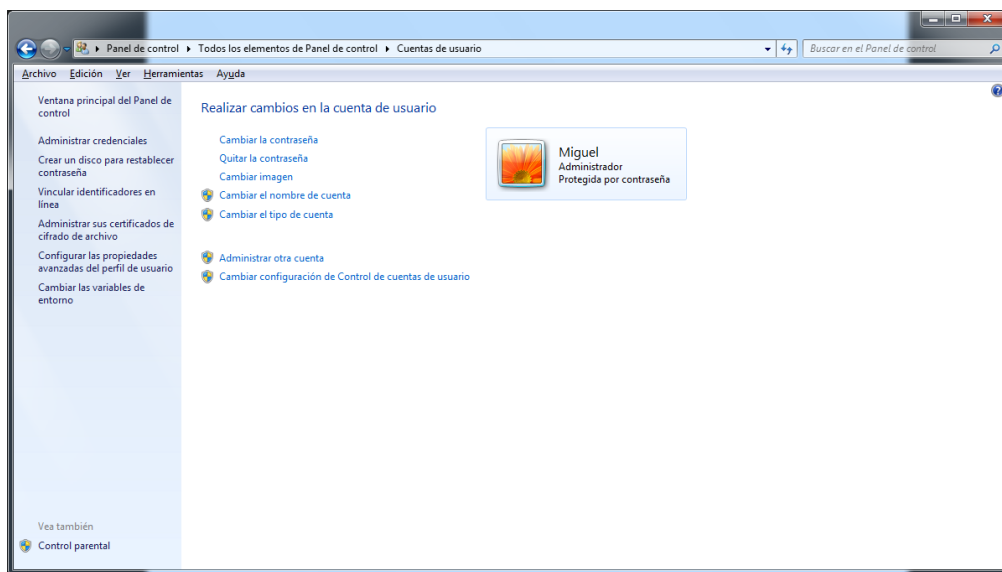 Panel de control ▸ Todos los elementos de Panel de control ▸ Cuentas de usuario
Buscar en el Panel de control
Archivo Edición Ver Herramientas Ayuda
Ventana principal del Panel de
control
Administrar credenciales
Crear un disco para restablecer
contraseña
Vincular identificadores en
línea
Administrar sus certificados de
cifrado de archivo
Configurar las propiedades
avanzadas del perfil de usuario
Cambiar las variables de
entorno
Vea también
Control parental
Realizar cambios en la cuenta de usuario
Cambiar la contraseña
Quitar la contraseña
Cambiar imagen
Cambiar el nombre de cuenta
Cambiar el tipo de cuenta
Administrar otra cuenta
Cambiar configuración de Control de cuentas de usuario
Miguel
Administrador
Protegida por contraseña